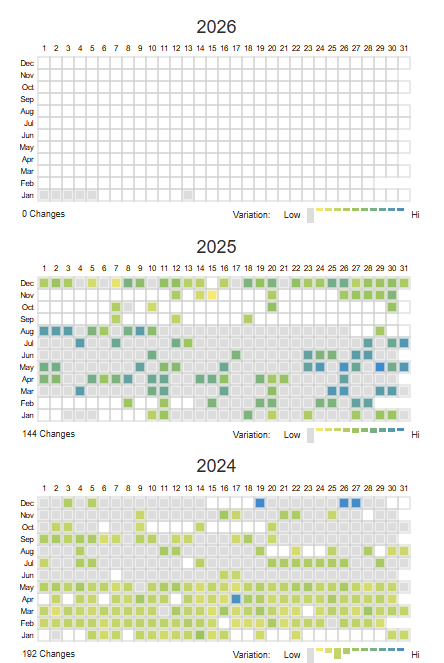 2026
1 2 3 4 5 6 7 8 9 10 11 12 13 14 15 16 17 18 19 20 21 22 23 24 25 26 27 28 29 30 31
Dec
Nov
Oct
Sep
Aug
Jul
Jun
May
Apr
Mar
Feb
Jan
0 Changes Variation: Low Hi
2025
1 2 3 4 5 6 7 8 9 10 11 12 13 14 15 16 17 18 19 20 21 22 23 24 25 26 27 28 29 30 31
Dec
Nov
Oct
Sep
Aug
Jul
Jun
May
Apr
Mar
Feb
Jan
144 Changes Variation: Low Hi
2024
1 2 3 4 5 6 7 8 9 10 11 12 13 14 15 16 17 18 19 20 21 22 23 24 25 26 27 28 29 30 31
Dec
Nov
Oct
Sep
Aug
Jul
Jun
May
Apr
Mar
Feb
Jan
192 Changes Variation: Low Hi